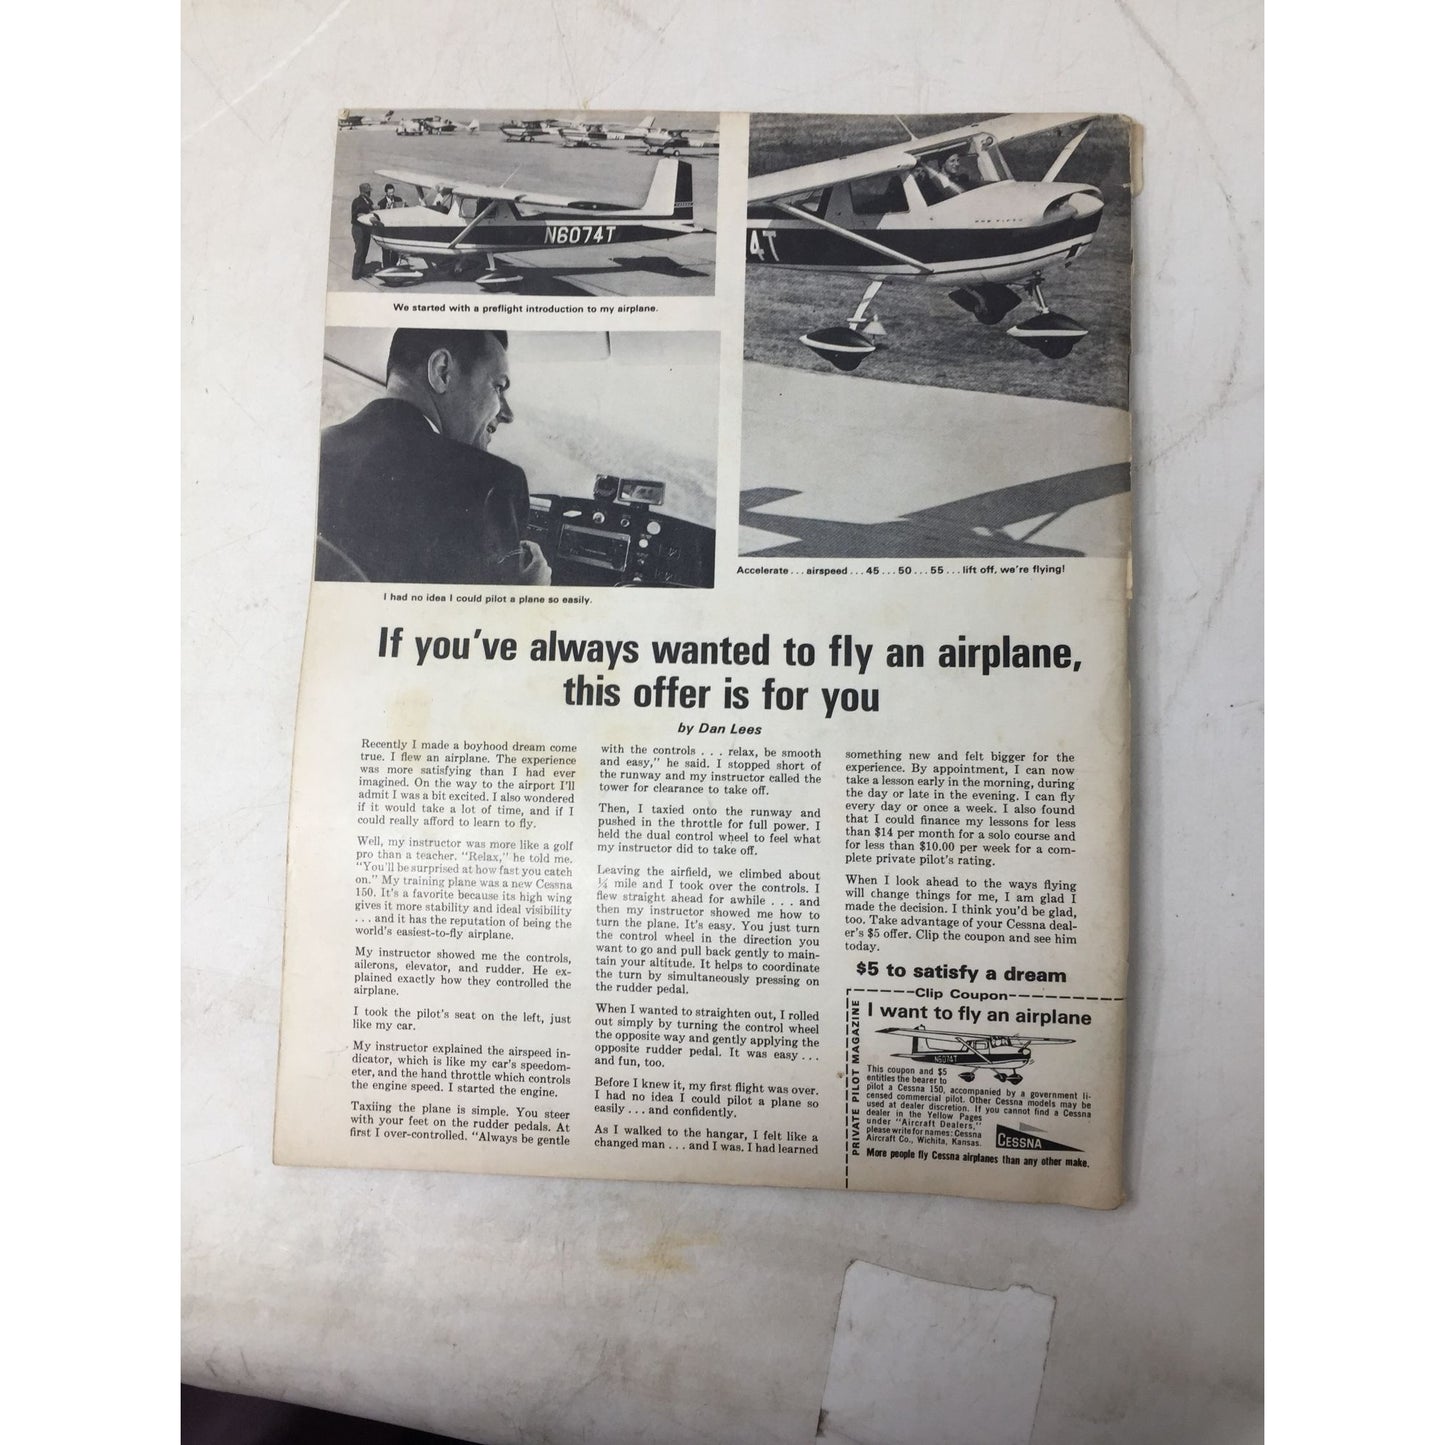 N6074T
We started with a preflight introduction to my airplane.
4T
I had no idea I could pilot a plane so easily.
Accelerate . . . airspeed . . . 45 . . . 50 . . . 55 . . . lift off, we're flying!
If you've always wanted to fly an airplane,
this offer is for you
by Dan Lees
Recently I made a boyhood dream come
true. I flew an airplane. The experience
was more satisfying than I had ever
imagined. On the way to the airport I'll
admit I was a bit excited. I also wondered
if it would take a lot of time, and if I
could really afford to learn to fly.
Well, my instructor was more like a golf
pro than a teacher. "Relax," he told me.
"You'll be surprised at how fast you catch
on." My training plane was a new Cessna
150. It's a favorite because its high wing
gives it more stability and ideal visibility
. . . and it has the reputation of being the
world's easiest-to-fly airplane.
My instructor showed me the controls,
ailerons, elevator, and rudder. He ex-
plained exactly how they controlled the
airplane.
I took the pilot's seat on the left, just
like my car.
My instructor explained the airspeed in-
dicator, which is like my car's speedom-
eter, and the hand throttle which controls
the engine speed. I started the engine.
Taxiing the plane is simple. You steer
with your feet on the rudder pedals. At
first I over-controlled. "Always be gentle
with the controls . . . relax, be smooth
and easy," he said. I stopped short of
the runway and my instructor called the
tower for clearance to take off.
Then, I taxied onto the runway and
pushed in the throttle for full power. I
held the dual control wheel to feel what
my instructor did to take off.
Leaving the airfield, we climbed about
¼ mile and I took over the controls. I
flew straight ahead for awhile . . . and
then my instructor showed me how to
turn the plane. It's easy. You just turn
the control wheel in the direction you
want to go and pull back gently to main-
tain your altitude. It helps to coordinate
the turn by simultaneously pressing on
the rudder pedal.
When I wanted to straighten out, I rolled
out simply by turning the control wheel
the opposite way and gently applying the
opposite rudder pedal. It was easy . . .
and fun, too.
Before I knew it, my first flight was over.
I had no idea I could pilot a plane so
easily . . . and confidently.
As I walked to the hangar, I felt like a
changed man . . . and I was. I had learned
something new and felt bigger for the
experience. By appointment, I can now
take a lesson early in the morning, during
the day or late in the evening. I can fly
every day or once a week. I also found
that I could finance my lessons for less
than $14 per month for a solo course and
for less than $10.00 per week for a com-
plete private pilot's rating.
When I look ahead to the ways flying
will change things for me, I am glad I
made the decision. I think you'd be glad,
too. Take advantage of your Cessna deal-
er's $5 offer. Clip the coupon and see him
today.
$5 to satisfy a dream
Clip Coupon
PRIVATE PILOT MAGAZINE
I want to fly an airplane
N6074T
This coupon and $5
entitles the bearer to
pilot a Cessna 150, accompanied by a government li-
censed commercial pilot. Other Cessna models may be
used at dealer discretion. If you cannot find a Cessna
dealer in the Yellow Pages
under "Aircraft Dealers,"
please write for names: Cessna
Aircraft Co., Wichita, Kansas.
CESSNA
More people fly Cessna airplanes than any other make.